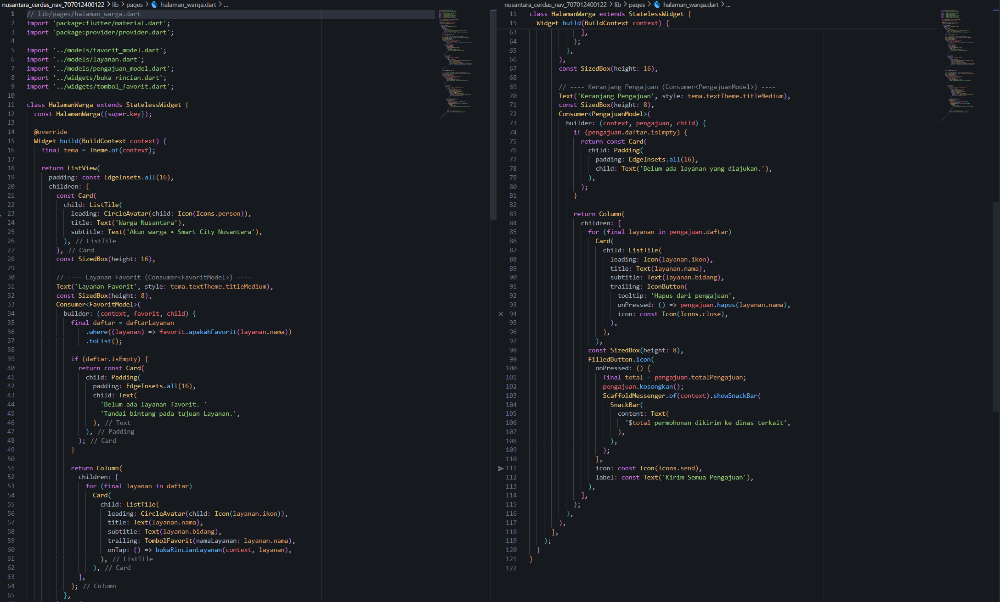 nusantara_cerdas_nav_707012400122 > lib > pages > halaman_warga.dart > ...
1 // lib/pages/halaman_warga.dart
2 import 'package:flutter/material.dart';
3 import 'package:provider/provider.dart';
4
5 import '../models/favorit_model.dart';
6 import '../models/layanan.dart';
7 import '../models/pengajuan_model.dart';
8 import '../widgets/buka_rincian.dart';
9 import '../widgets/tombol_favorit.dart';
10
11 class HalamanWarga extends StatelessWidget {
12   const HalamanWarga({super.key});
13
14   @override
15   Widget build(BuildContext context) {
16     final tema = Theme.of(context);
17
18     return ListView(
19       padding: const EdgeInsets.all(16),
20       children: [
21         const Card(
22           child: ListTile(
23             leading: CircleAvatar(child: Icon(Icons.person)),
24             title: Text('Warga Nusantara'),
25             subtitle: Text('Akun warga • Smart City Nusantara'),
26           ), // ListTile
27         ), // Card
28         const SizedBox(height: 16),
29
30         // ---- Layanan Favorit (Consumer<FavoritModel>) ----
31         Text('Layanan Favorit', style: tema.textTheme.titleMedium),
32         const SizedBox(height: 8),
33         Consumer<FavoritModel>(
34           builder: (context, favorit, child) {
35             final daftar = daftarLayanan
36                 .where((layanan) => favorit.apakahFavorit(layanan.nama))
37                 .toList();
38
39             if (daftar.isEmpty) {
40               return const Card(
41                 child: Padding(
42                   padding: EdgeInsets.all(16),
43                   child: Text(
44                     'Belum ada layanan favorit. '
45                     'Tandai bintang pada tujuan Layanan.',
46                   ), // Text
47                 ), // Padding
48               ); // Card
49             }
50
51             return Column(
52               children: [
53                 for (final layanan in daftar)
54                   Card(
55                     child: ListTile(
56                       leading: CircleAvatar(child: Icon(layanan.ikon)),
57                       title: Text(layanan.nama),
58                       subtitle: Text(layanan.bidang),
59                       trailing: TombolFavorit(namaLayanan: layanan.nama),
60                       onTap: () => bukaRincianLayanan(context, layanan),
61                     ), // ListTile
62                   ), // Card
63               ],
64             ); // Column
65           },
nusantara_cerdas_nav_707012400122 > lib > pages > halaman_warga.dart > ...
11 class HalamanWarga extends StatelessWidget {
15   Widget build(BuildContext context) {
63               ],
64             );
65           },
66         ),
67         const SizedBox(height: 16),
68
69         // ---- Keranjang Pengajuan (Consumer<PengajuanModel>) ----
70         Text('Keranjang Pengajuan', style: tema.textTheme.titleMedium),
71         const SizedBox(height: 8),
72         Consumer<PengajuanModel>(
73           builder: (context, pengajuan, child) {
74             if (pengajuan.daftar.isEmpty) {
75               return const Card(
76                 child: Padding(
77                   padding: EdgeInsets.all(16),
78                   child: Text('Belum ada layanan yang diajukan.'),
79                 ),
80               );
81             }
82
83             return Column(
84               children: [
85                 for (final layanan in pengajuan.daftar)
86                   Card(
87                     child: ListTile(
88                       leading: Icon(layanan.ikon),
89                       title: Text(layanan.nama),
90                       subtitle: Text(layanan.bidang),
91                       trailing: IconButton(
92                         tooltip: 'Hapus dari pengajuan',
93                         onPressed: () => pengajuan.hapus(layanan.nama),
94                         icon: const Icon(Icons.close),
95                       ),
96                     ),
97                   ),
98                 const SizedBox(height: 8),
99                 FilledButton.icon(
100                   onPressed: () {
101                     final total = pengajuan.totalPengajuan;
102                     pengajuan.kosongkan();
103                     ScaffoldMessenger.of(context).showSnackBar(
104                       SnackBar(
105                         content: Text(
106                           '$total permohonan dikirim ke dinas terkait',
107                         ),
108                       ),
109                     );
110                   },
111                   icon: const Icon(Icons.send),
112                   label: const Text('Kirim Semua Pengajuan'),
113                 ),
114               ],
115             );
116           },
117         ),
118       ],
119     );
120   }
121 }
122